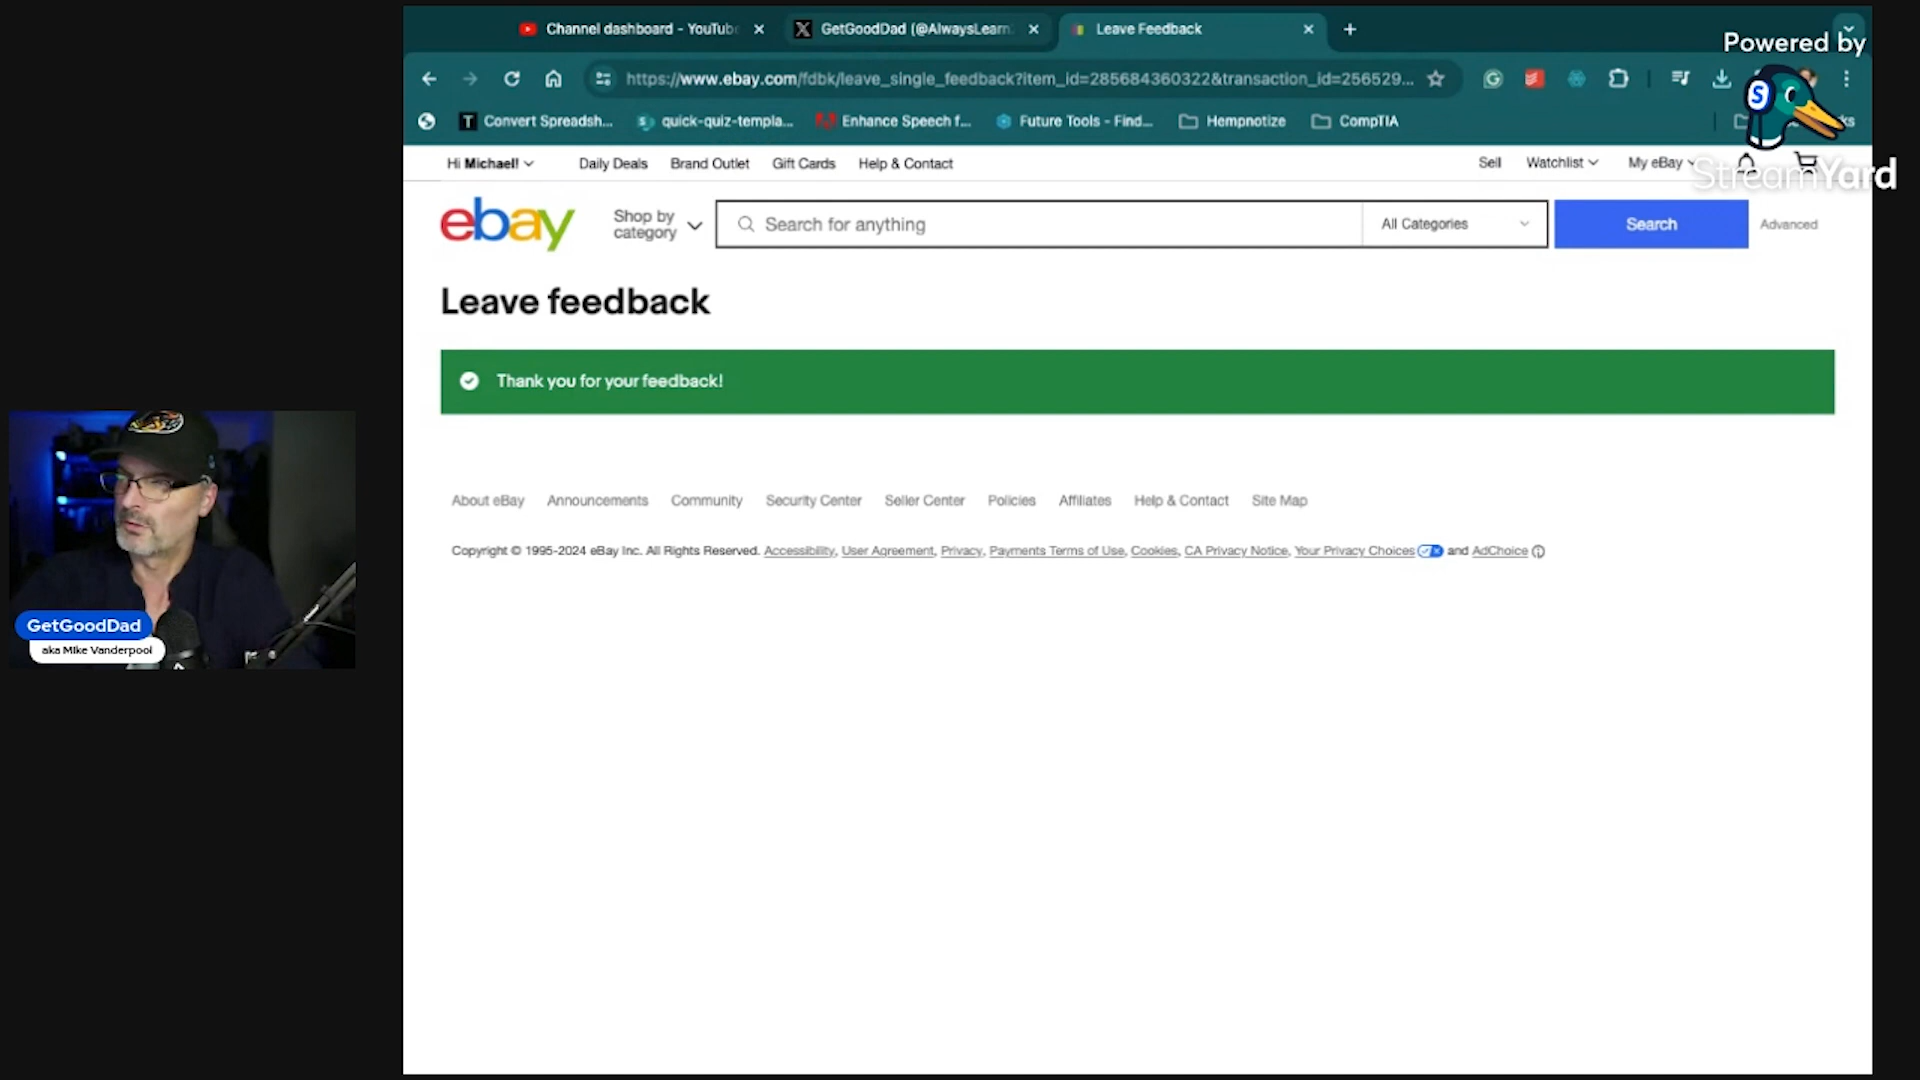 Channel dashboard - YouTube
GetGoodDad (@AlwaysLearn
Leave Feedback
Powered by
https://www.ebay.com/fdbk/leave_single_feedback?item_id=285684360322&transaction_id=256529...
Convert Spreadsh...
quick-quiz-templa...
Enhance Speech f...
Future Tools - Find...
Hempnotize
CompTIA
Hi Michael!
Daily Deals
Brand Outlet
Gift Cards
Help & Contact
Sell
Watchlist
My eBay
StreamYard
ebay
Shop by
category
Search for anything
All Categories
Search
Advanced
Leave feedback
Thank you for your feedback!
GetGoodDad
aka Mike Vanderpool
About eBay
Announcements
Community
Security Center
Seller Center
Policies
Affiliates
Help & Contact
Site Map
Copyright © 1995-2024 eBay Inc. All Rights Reserved. Accessibility, User Agreement, Privacy, Payments Terms of Use, Cookies, CA Privacy Notice, Your Privacy Choices and AdChoice